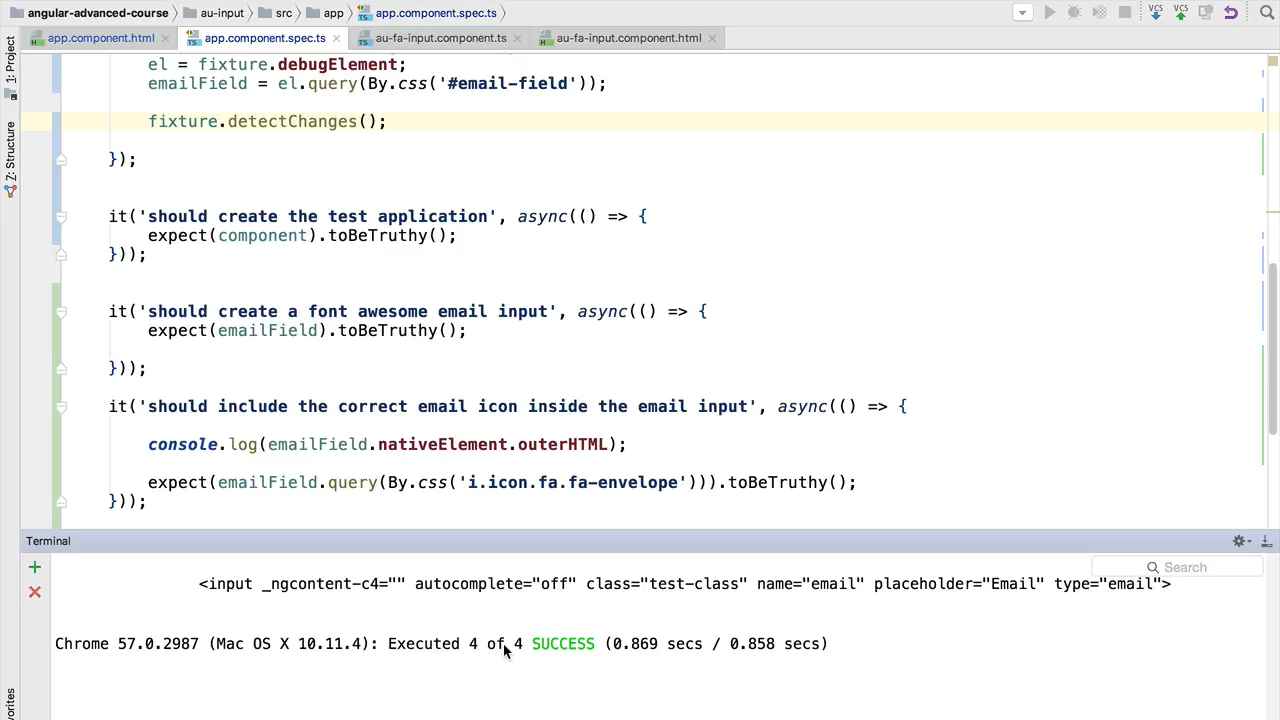 angular-advanced-course au-input src app app.component.spec.ts VCS VCS
app.component.html app.component.spec.ts au-fa-input.component.ts au-fa-input.component.html
1: Project
Z: Structure
el = fixture.debugElement;
emailField = el.query(By.css('#email-field'));
fixture.detectChanges();
});
it('should create the test application', async(() => {
expect(component).toBeTruthy();
}));
it('should create a font awesome email input', async(() => {
expect(emailField).toBeTruthy();
}));
it('should include the correct email icon inside the email input', async(() => {
console.log(emailField.nativeElement.outerHTML);
expect(emailField.query(By.css('i.icon.fa.fa-envelope'))).toBeTruthy();
}));
Terminal
Search
<input _ngcontent-c4="" autocomplete="off" class="test-class" name="email" placeholder="Email" type="email">
Chrome 57.0.2987 (Mac OS X 10.11.4): Executed 4 of 4 SUCCESS (0.869 secs / 0.858 secs)